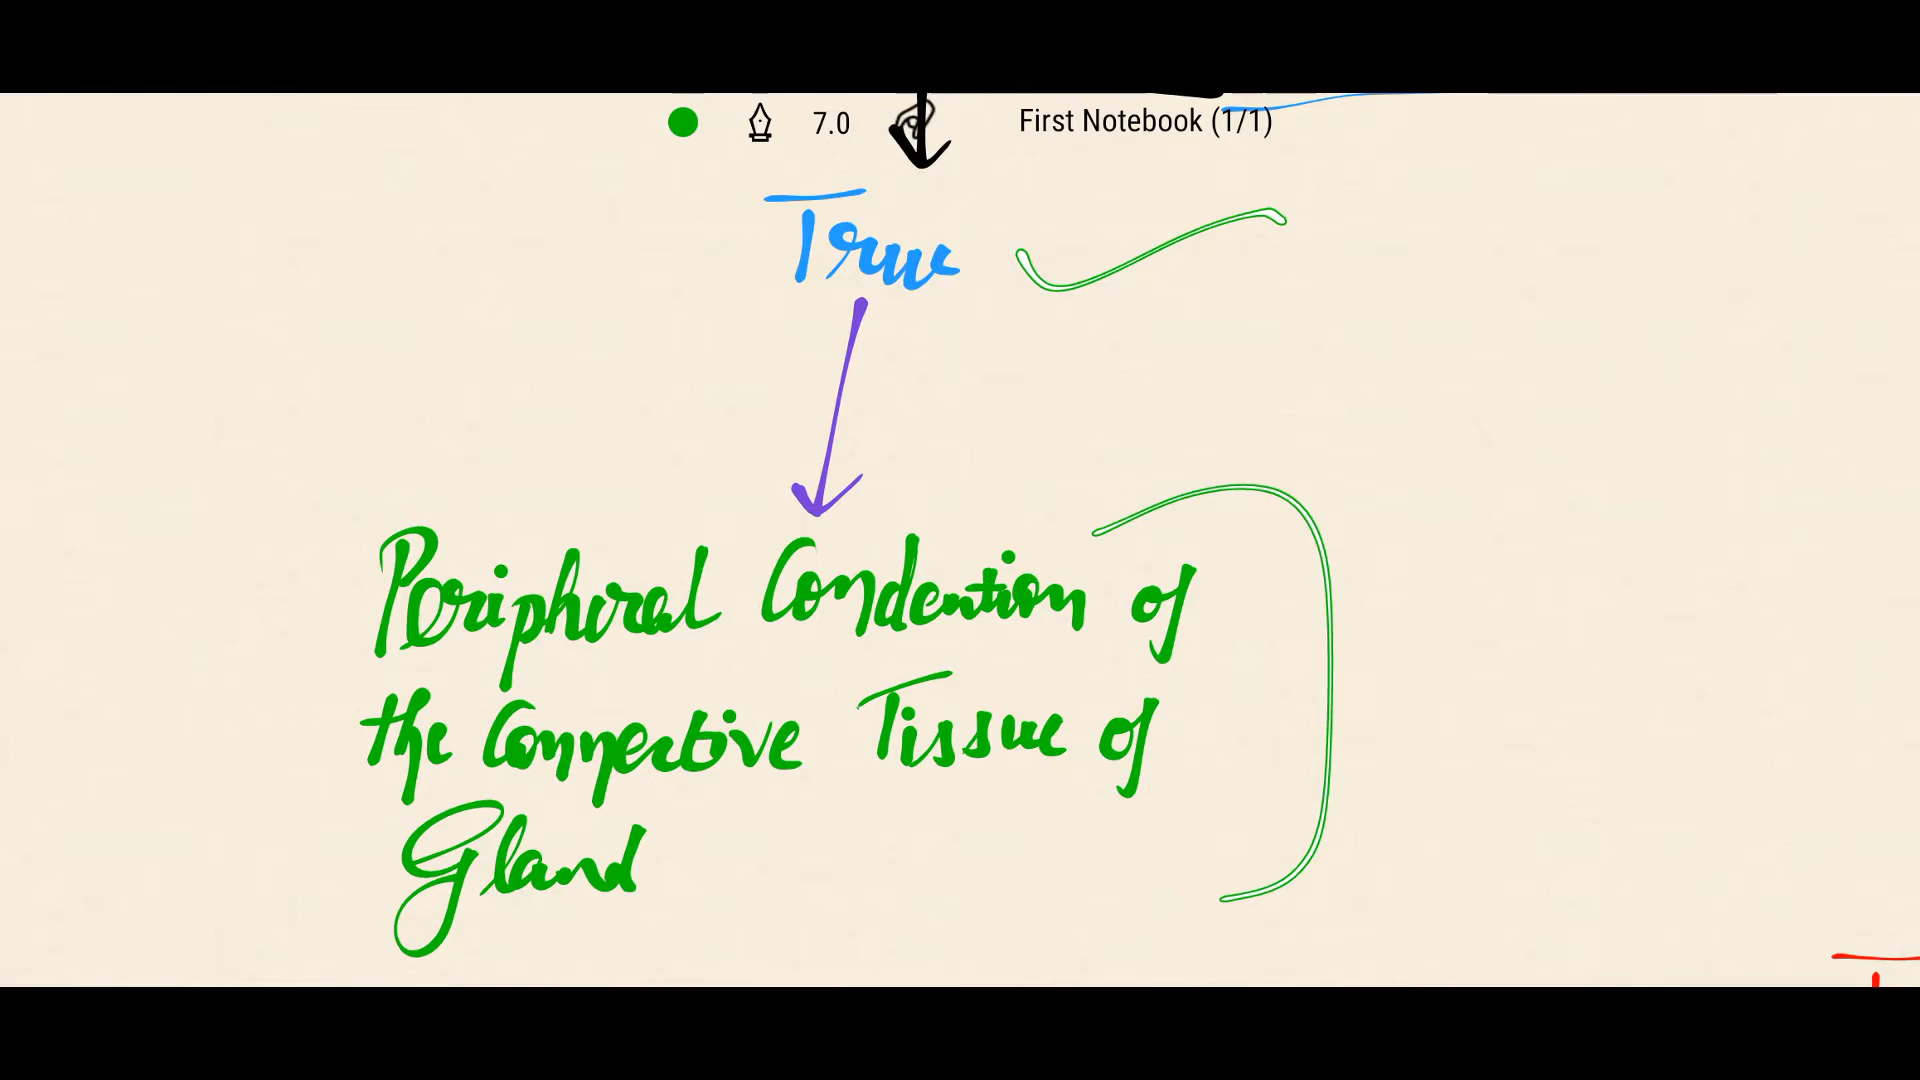 7.0 First Notebook (1/1)
True
Peripheral Condention of
the Connective Tissue of
Gland